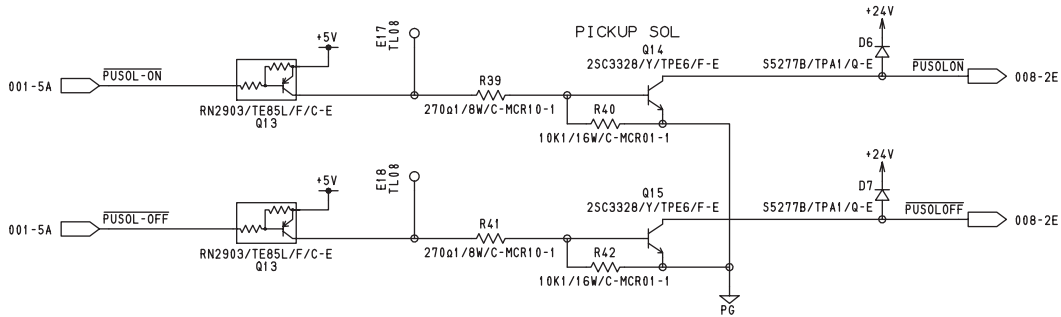 PICKUP SOL
001-5A
PUSOL-ON
+5V
RN2903/TE85L/F/C-E
Q13
E17
TL08
R39
270Ω1/8W/C-MCR10-1
R40
10K1/16W/C-MCR01-1
Q14
2SC3328/Y/TPE6/F-E
+24V
D6
S5277B/TPA1/Q-E
PUSOLON
008-2E
001-5A
PUSOL-OFF
+5V
RN2903/TE85L/F/C-E
Q13
E18
TL08
R41
270Ω1/8W/C-MCR10-1
R42
10K1/16W/C-MCR01-1
Q15
2SC3328/Y/TPE6/F-E
+24V
D7
S5277B/TPA1/Q-E
PUSOLOFF
008-2E
PG